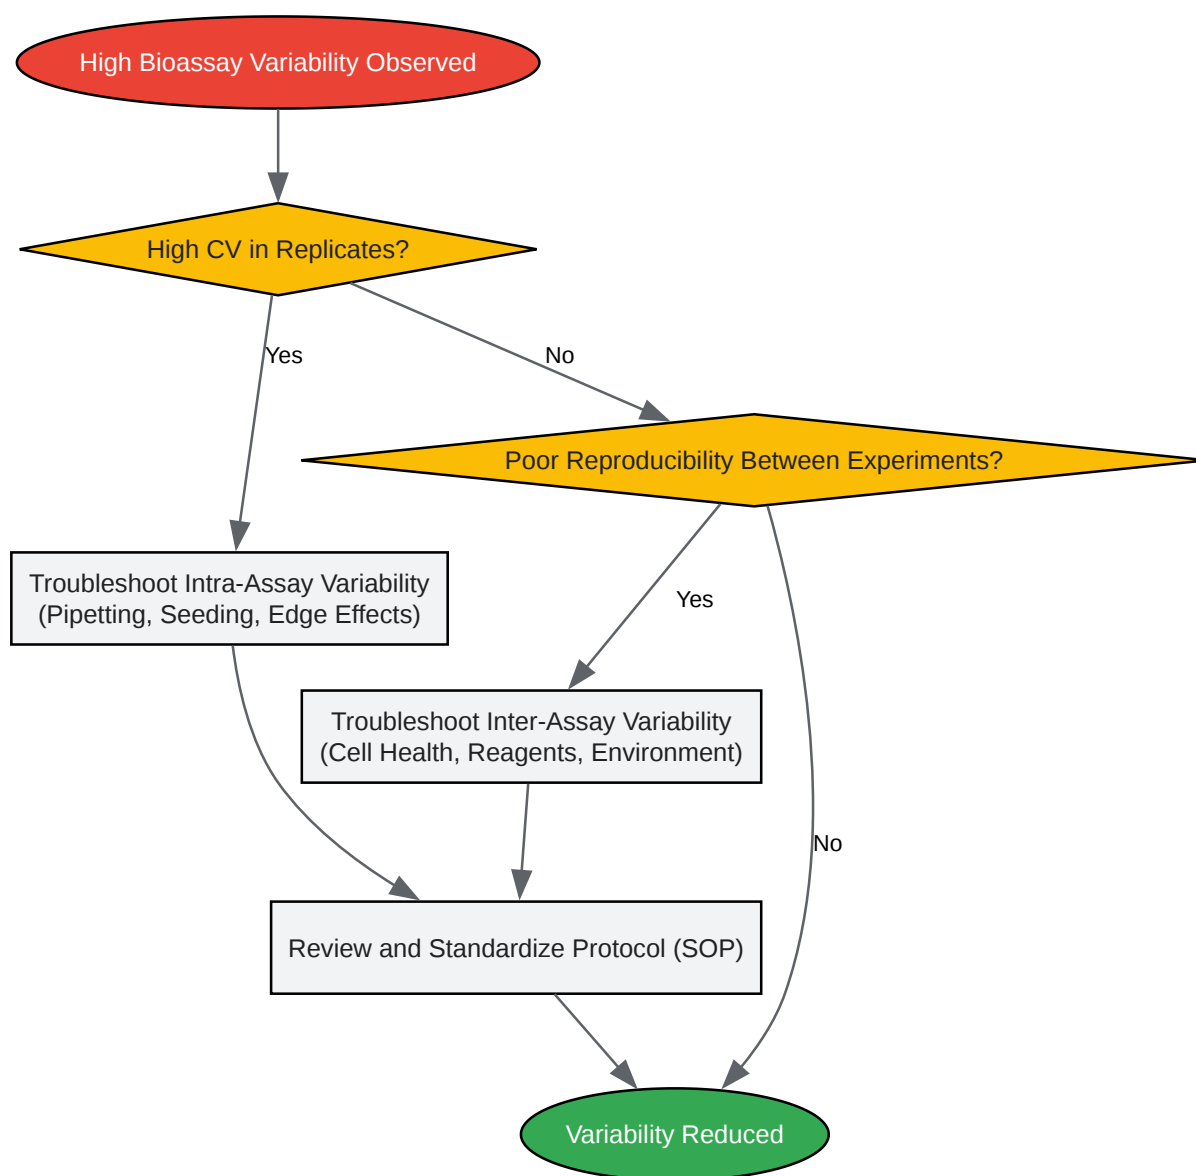 High Bioassay Variability Observed
High CV in Replicates?
Yes
No
Poor Reproducibility Between Experiments?
Troubleshoot Intra-Assay Variability
(Pipetting, Seeding, Edge Effects)
Yes
Troubleshoot Inter-Assay Variability
(Cell Health, Reagents, Environment)
No
Review and Standardize Protocol (SOP)
Variability Reduced